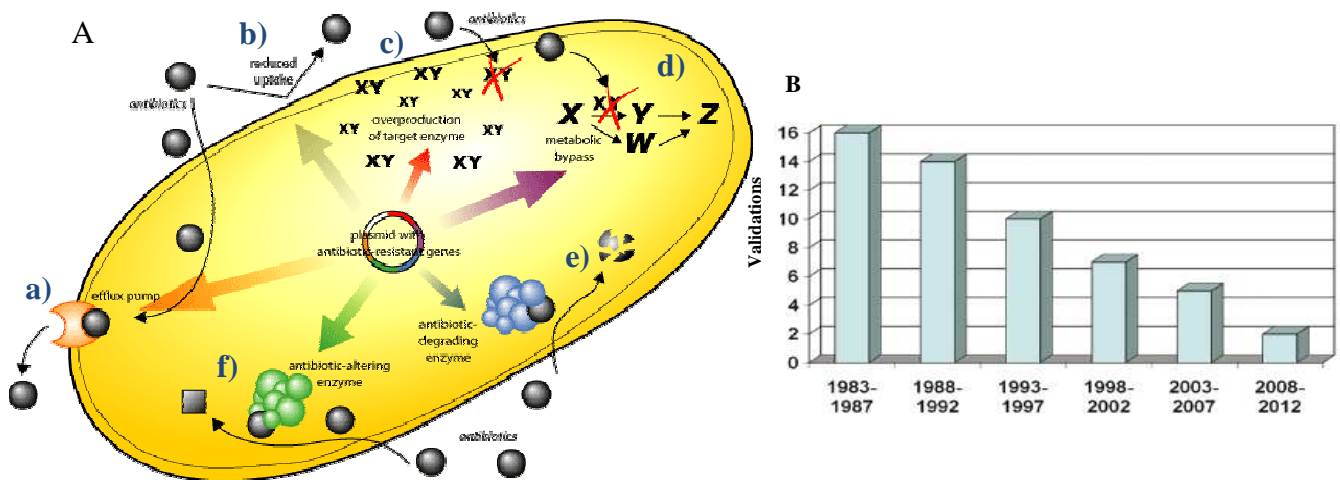 A
b)
antibiotics
c)
d)
reduced
uptake
antibiotics
XY XY XY
XY XY
XY XY
XY XY
overproduction
of target enzyme
XY
X Y Z
W
metabolic
bypass
plasmid with
antibiotic-resistant genes
a)
efflux pump
e)
antibiotic-
degrading
enzyme
f)
antibiotic-altering
enzyme
antibiotics
B
Validations
16
14
12
10
8
6
4
2
0
1983- 1988- 1993- 1998- 2003- 2008-
1987 1992 1997 2002 2007 2012